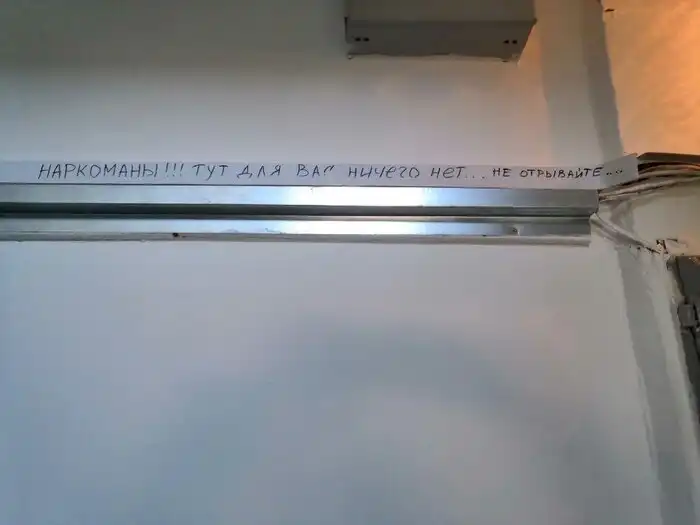 НАРКОМАНЫ!!! ТУТ ДЛЯ ВАС НИЧЕГО НЕТ... НЕ ОТРЫВАЙТЕ...